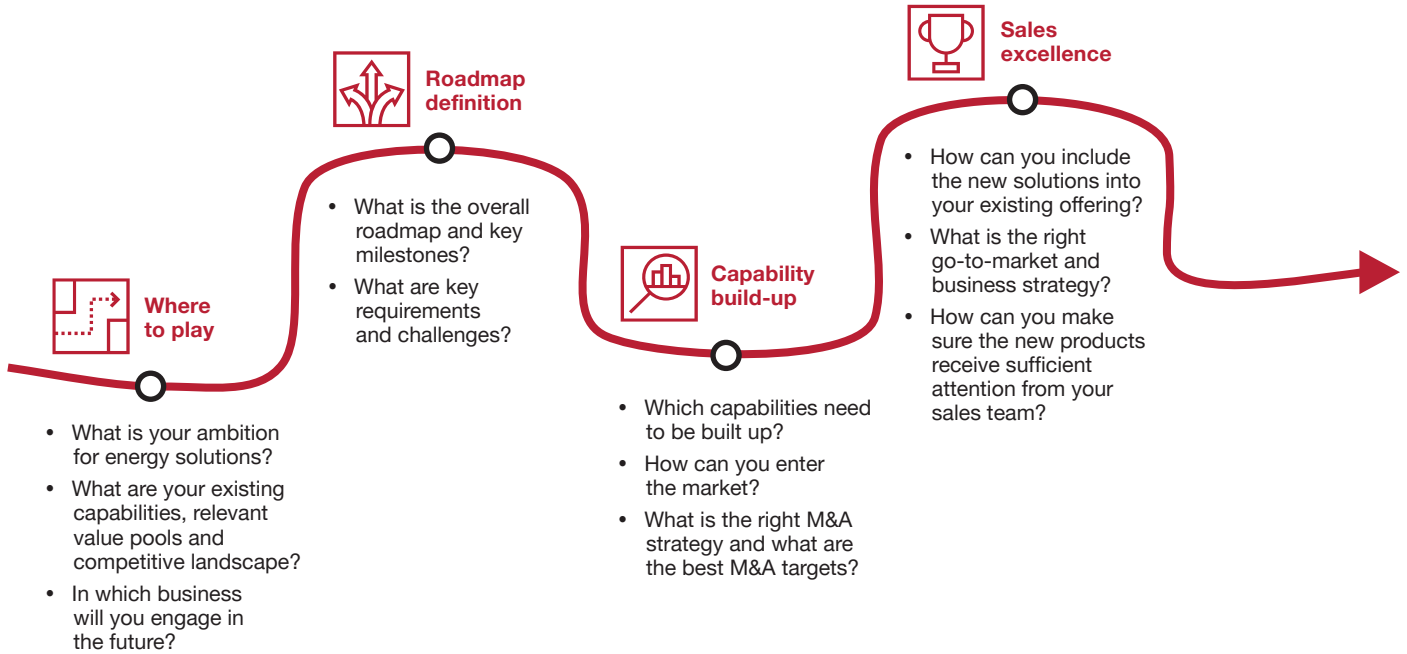 Where
to play
• What is your ambition
for energy solutions?
• What are your existing
capabilities, relevant
value pools and
competitive landscape?
• In which business
will you engage in
the future?
Roadmap
definition
• What is the overall
roadmap and key
milestones?
• What are key
requirements
and challenges?
Capability
build-up
• Which capabilities need
to be built up?
• How can you enter
the market?
• What is the right M&A
strategy and what are
the best M&A targets?
Sales
excellence
• How can you include
the new solutions into
your existing offering?
• What is the right
go-to-market and
business strategy?
• How can you make
sure the new products
receive sufficient
attention from your
sales team?